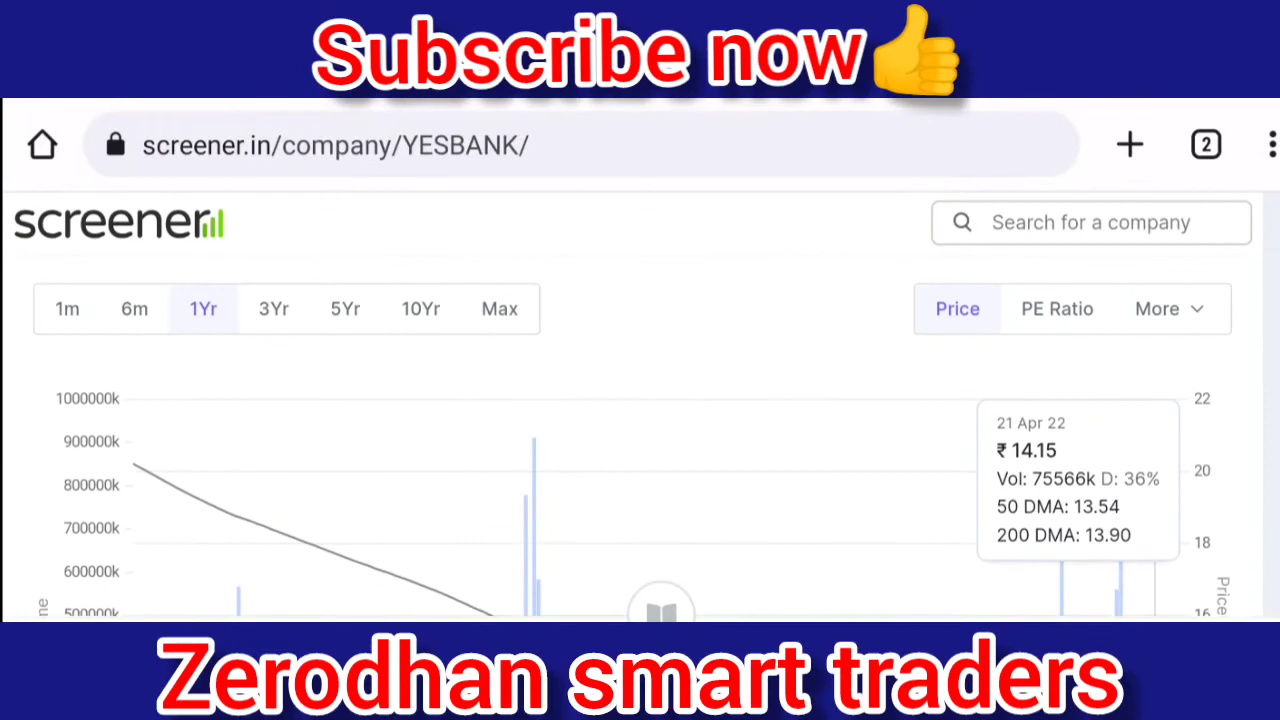 Subscribe now👍
screener.in/company/YESBANK/
2
screener
Search for a company
1m 6m 1Yr 3Yr 5Yr 10Yr Max
Price PE Ratio More
1000000k
22
21 Apr 22
900000k
₹ 14.15
20
800000k
Vol: 75566k D: 36%
50 DMA: 13.54
700000k
200 DMA: 13.90
18
600000k
Price
500000k
16
Zerodhan smart traders